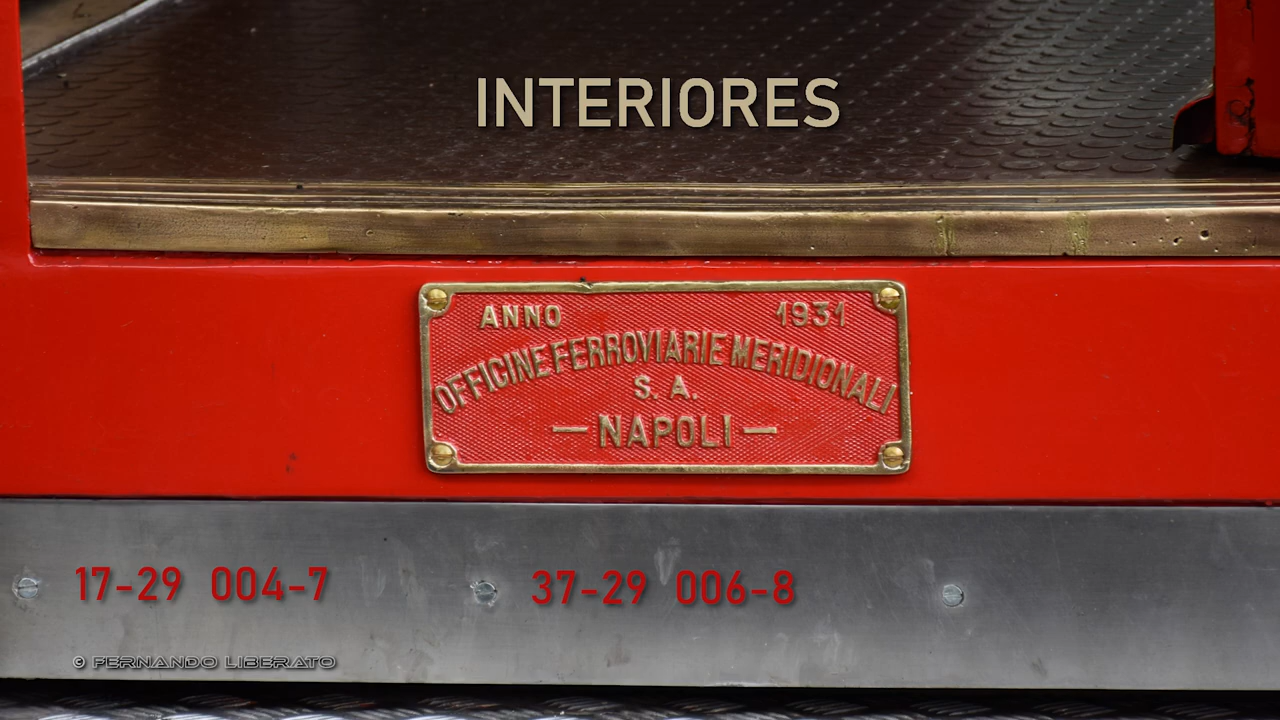 INTERIORES
ANNO 1931
OFFICINE FERROVIARIE MERIDIONALI
S. A.
— NAPOLI —
17-29 004-7 37-29 006-8
© FERNANDO LIBERATO